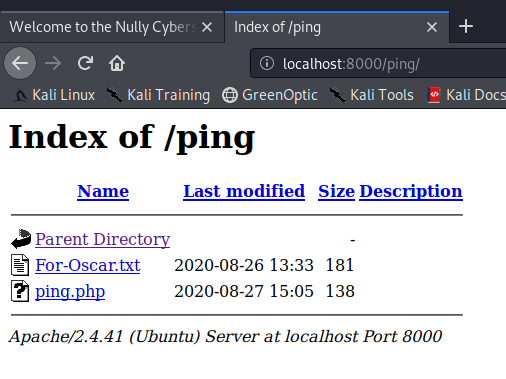 Welcome to the Nully Cybers
Index of /ping
localhost:8000/ping/
Kali Linux Kali Training GreenOptic Kali Tools Kali Docs
Index of /ping
Name Last modified Size Description
Parent Directory -
For-Oscar.txt 2020-08-26 13:33 181
ping.php 2020-08-27 15:05 138
Apache/2.4.41 (Ubuntu) Server at localhost Port 8000